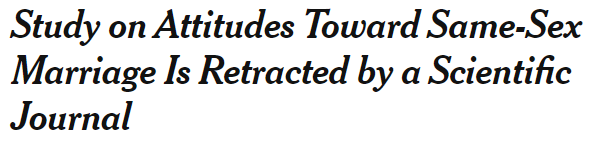 Study on Attitudes Toward Same-Sex
Marriage Is Retracted by a Scientific
Journal